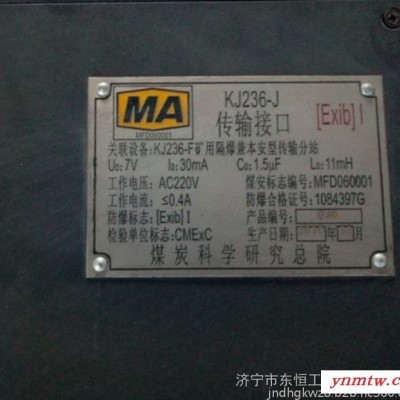 MA
MFD060001
KJ236-J
传输接口
[Exib]Ⅰ
关联设备:KJ236-F矿用隔爆兼本安型传输分站
U₀:7V I₀:30mA C₀:1.5μF L₀:11mH
工作电压:AC220V 煤安标志编号:MFD060001
工作电流:≤0.4A 防爆合格证号:1084397G
防爆标志:[Exib]Ⅰ 产品编号:
检验单位标志:CMExC 生产日期: 年 月
煤炭科学研究总院
济宁市东恒工
ynmtw.com